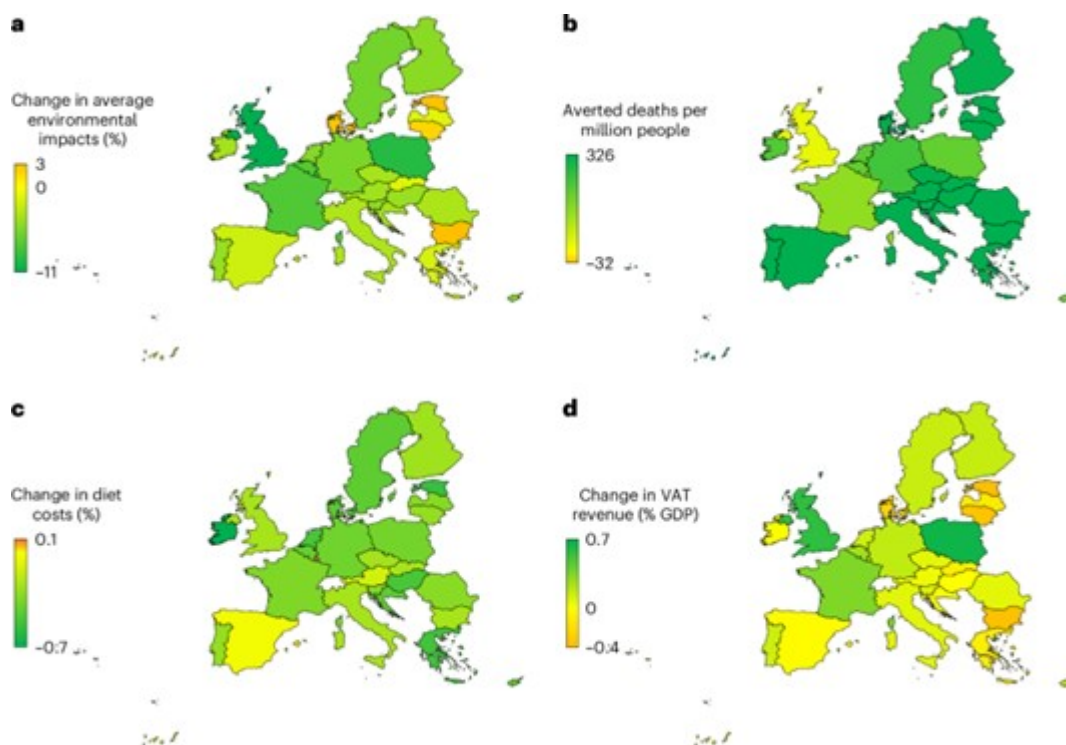 a
Change in average
environmental
impacts (%)
3
0
–11
b
Averted deaths per
million people
326
–32
c
Change in diet
costs (%)
0.1
–0.7
d
Change in VAT
revenue (% GDP)
0.7
0
–0.4